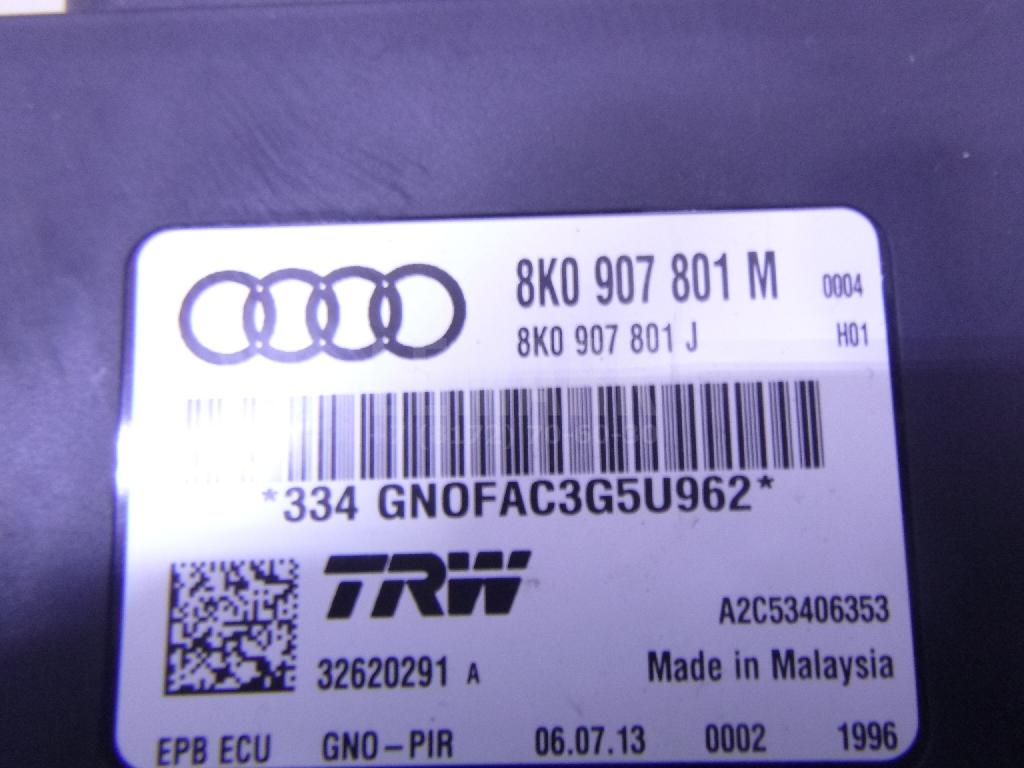 8K0 907 801 M 0004
8K0 907 801 J H01
*334 GNOFAC3G5U962*
TRW
A2C53406353
32620291 A Made in Malaysia
EPB ECU GNO-PIR 06.07.13 0002 1996